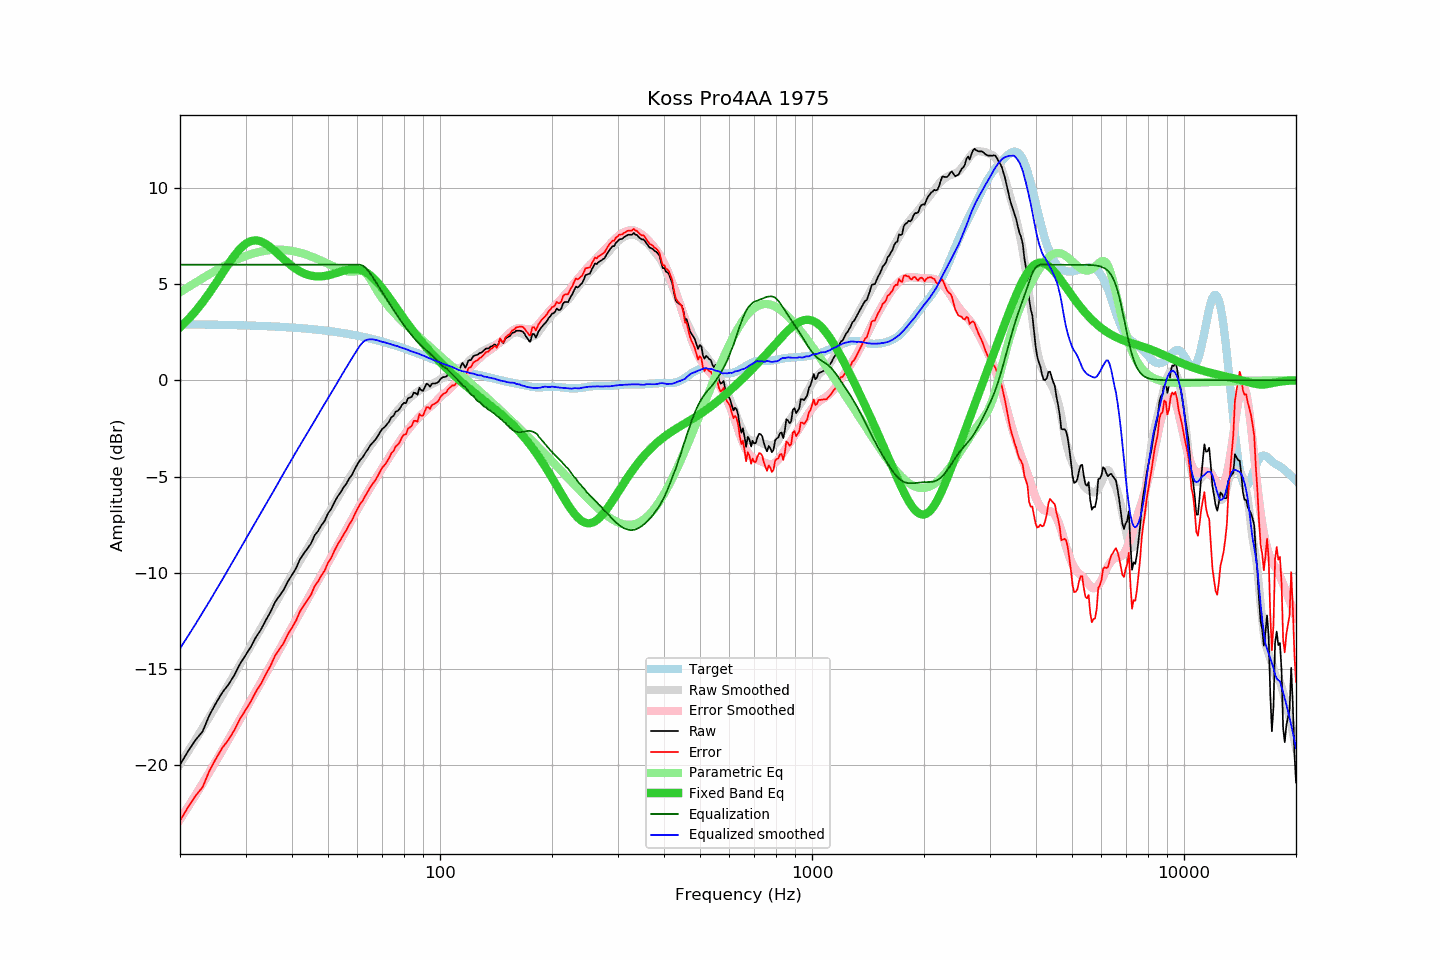 Koss Pro4AA 1975
10
5
0
−5
−10
−15
−20
Amplitude (dBr)
Target
Raw Smoothed
Error Smoothed
Raw
Error
Parametric Eq
Fixed Band Eq
Equalization
Equalized smoothed
100
1000
10000
Frequency (Hz)